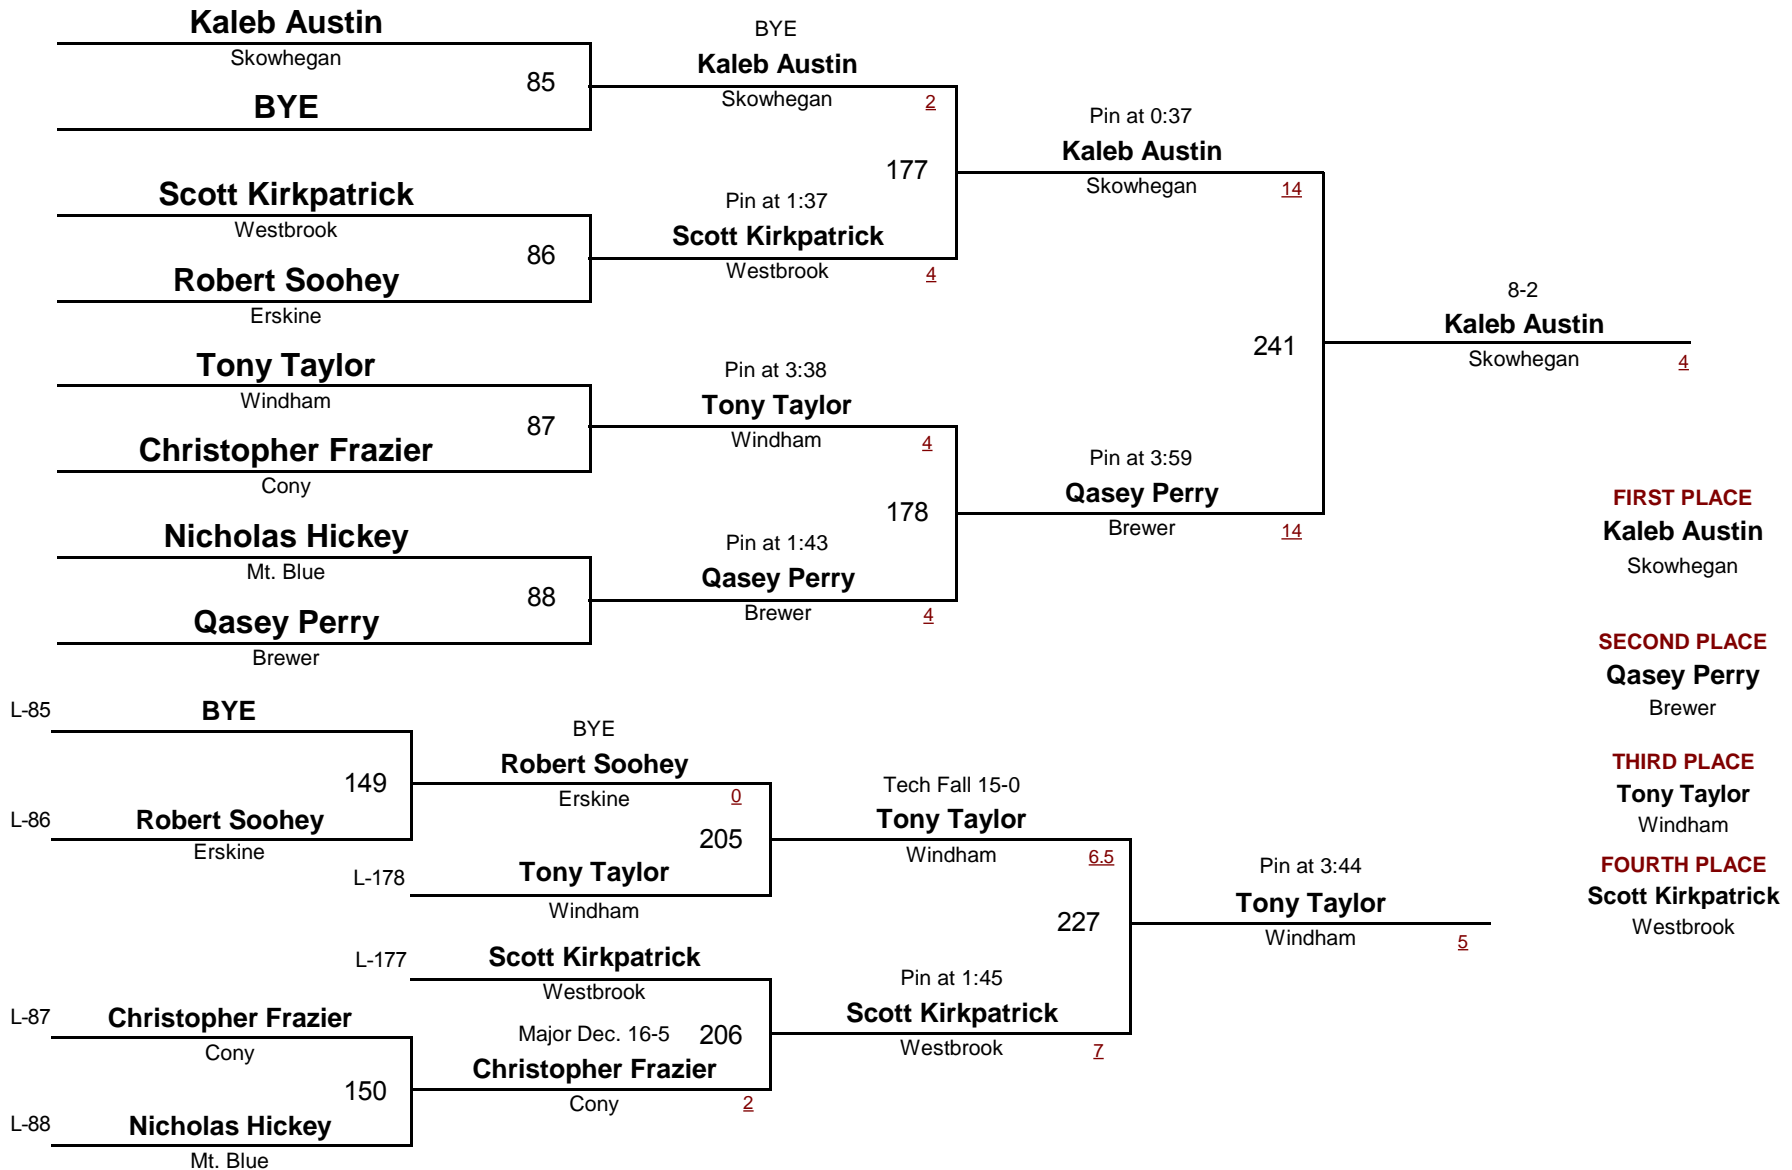 Kaleb Austin
Skowhegan
85
BYE
Scott Kirkpatrick
Westbrook
86
Robert Soohey
Erskine
Tony Taylor
Windham
87
Christopher Frazier
Cony
Nicholas Hickey
Mt. Blue
88
Qasey Perry
Brewer
BYE
Kaleb Austin
Skowhegan 2
177
Pin at 1:37
Scott Kirkpatrick
Westbrook 4
Pin at 3:38
Tony Taylor
Windham 4
178
Pin at 1:43
Qasey Perry
Brewer 4
Pin at 0:37
Kaleb Austin
Skowhegan 14
241
Pin at 3:59
Qasey Perry
Brewer 14
8-2
Kaleb Austin
Skowhegan 4
FIRST PLACE
Kaleb Austin
Skowhegan
SECOND PLACE
Qasey Perry
Brewer
THIRD PLACE
Tony Taylor
Windham
FOURTH PLACE
Scott Kirkpatrick
Westbrook
L-85 BYE
149
L-86 Robert Soohey
Erskine
L-87 Christopher Frazier
Cony
150
L-88 Nicholas Hickey
Mt. Blue
BYE
Robert Soohey
Erskine 0
205
L-178 Tony Taylor
Windham
L-177 Scott Kirkpatrick
Westbrook
Major Dec. 16-5 206
Christopher Frazier
Cony 2
Tech Fall 15-0
Tony Taylor
Windham 6.5
227
Pin at 1:45
Scott Kirkpatrick
Westbrook 7
Pin at 3:44
Tony Taylor
Windham 5